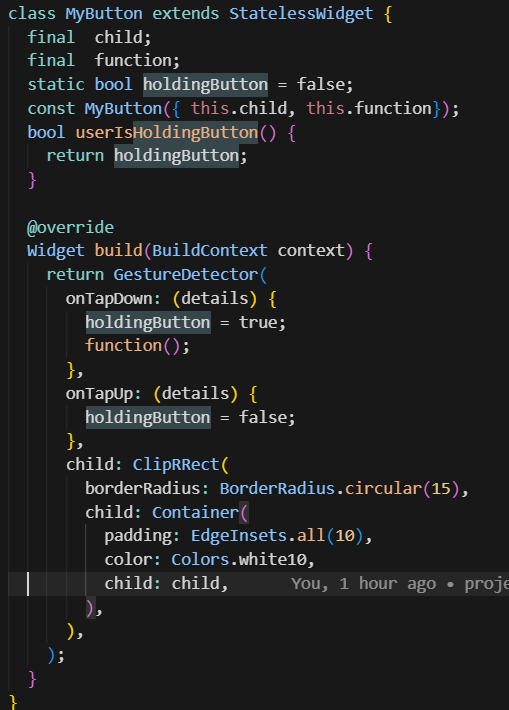 class MyButton extends StatelessWidget {
  final  child;
  final  function;
  static bool holdingButton = false;
  const MyButton({ this.child, this.function});
  bool userIsHoldingButton() {
    return holdingButton;
  }

  @override
  Widget build(BuildContext context) {
    return GestureDetector(
      onTapDown: (details) {
        holdingButton = true;
        function();
      },
      onTapUp: (details) {
        holdingButton = false;
      },
      child: ClipRRect(
        borderRadius: BorderRadius.circular(15),
        child: Container(
          padding: EdgeInsets.all(10),
          color: Colors.white10,
          child: child,      You, 1 hour ago • proje
        ),
      ),
    );
  }
}